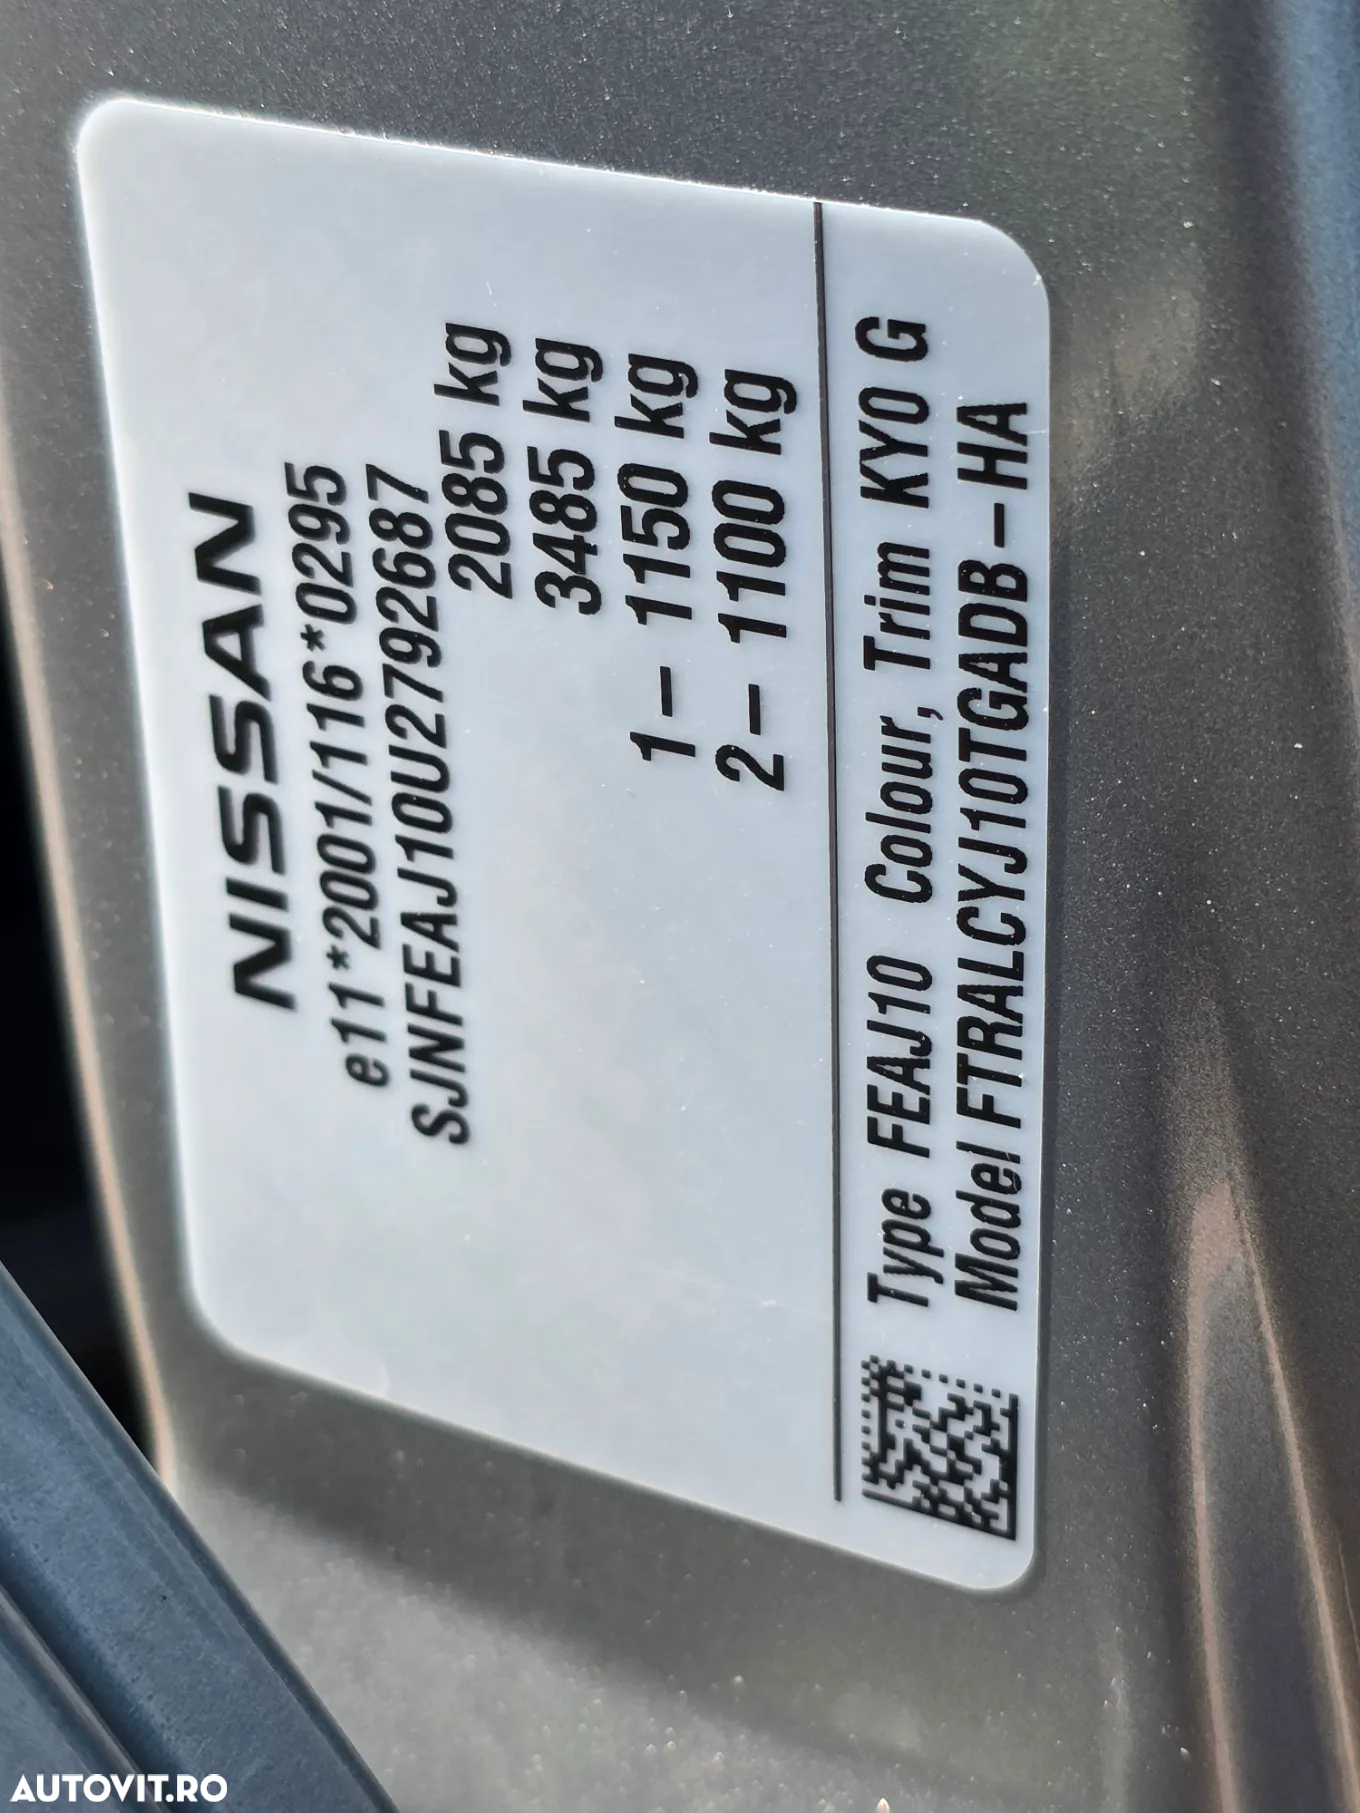 NISSAN
e11*2001/116*0295
SJNFEAJ10U2792687
2085 kg
3485 kg
1– 1150 kg
2– 1100 kg
Type FEAJ10 Colour, Trim KY0 G
Model FTRALCYJ10TGADB–HA
AUTOVIT.RO